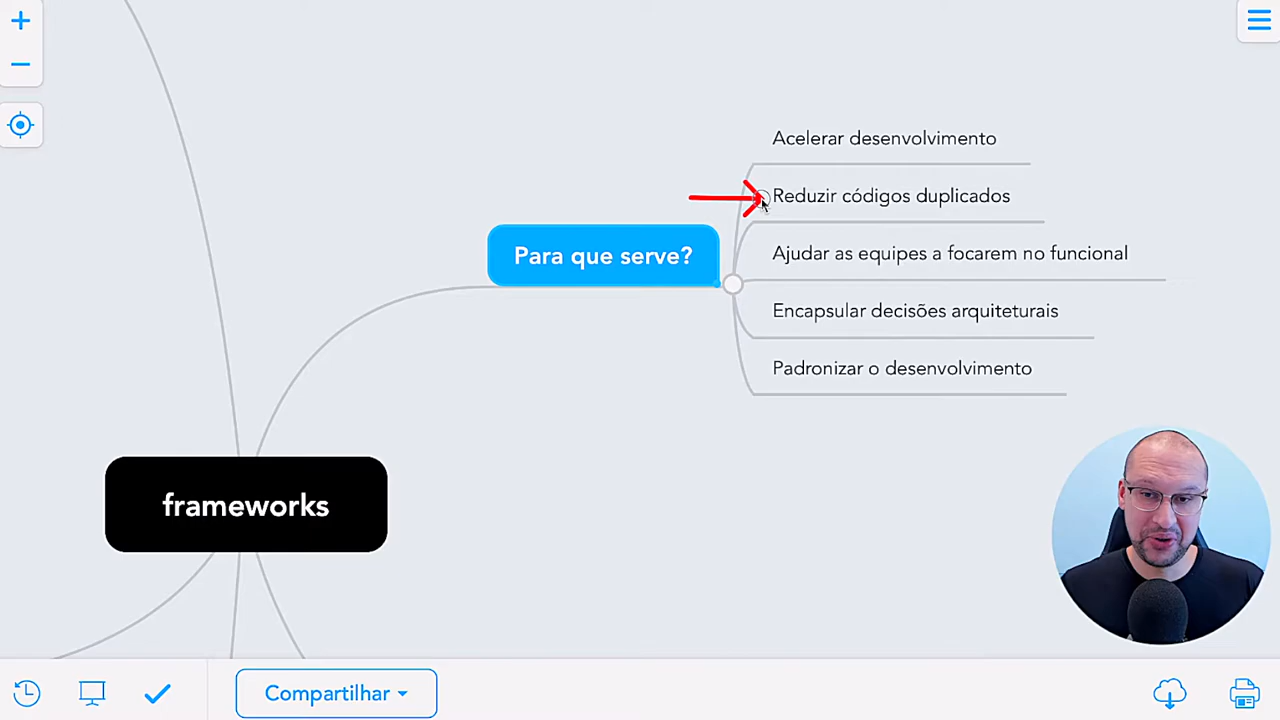 Acelerar desenvolvimento
Reduzir códigos duplicados
Para que serve?
Ajudar as equipes a focarem no funcional
Encapsular decisões arquiteturais
Padronizar o desenvolvimento
frameworks
Compartilhar